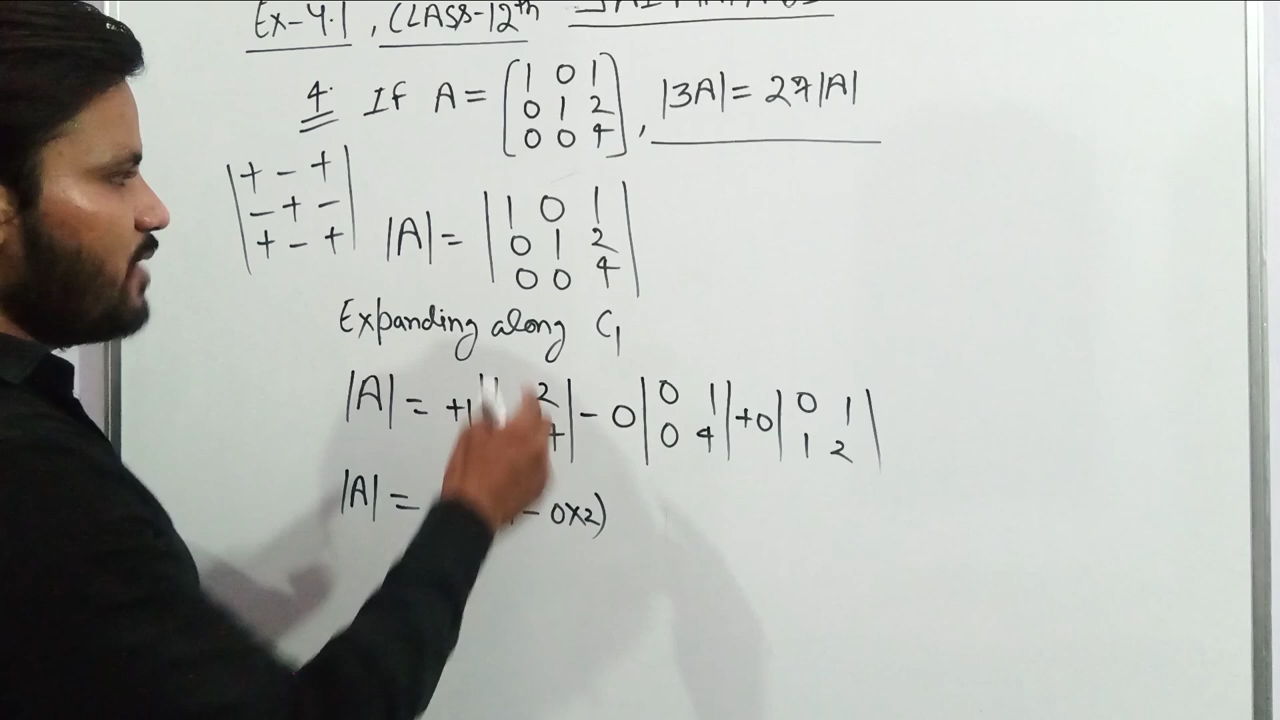 Ex-4.1, CLASS-12th
4. If A = [1 0 1
0 1 2
0 0 4], |3A| = 27|A|
|+ - +
- + -
+ - +|
|A| = |1 0 1
0 1 2
0 0 4|
Expanding along C1
|A| = +1|1 2
+| - 0|0 1
0 4| + 0|0 1
1 2|
|A| = - 0×2)